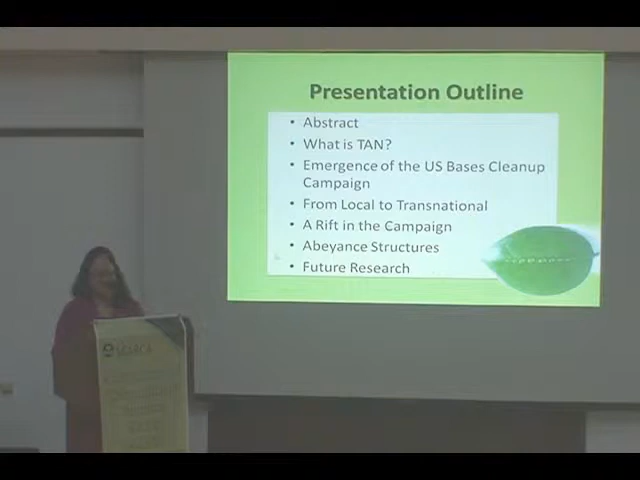 Presentation Outline
• Abstract
• What is TAN?
• Emergence of the US Bases Cleanup
Campaign
• From Local to Transnational
• A Rift in the Campaign
• Abeyance Structures
• Future Research
SEARCA